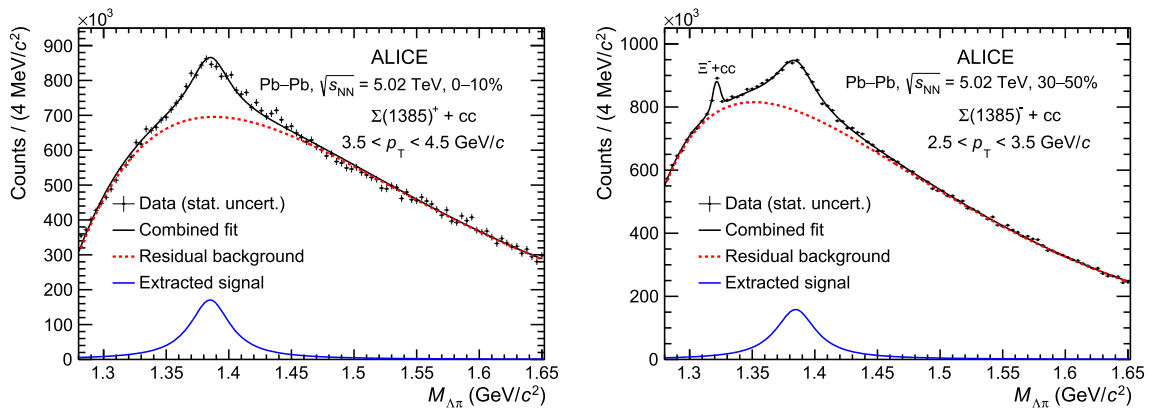 ×10³
900
800
700
600
500
400
300
200
100
0
Counts / (4 MeV/c²)
ALICE
Pb–Pb, √sNN = 5.02 TeV, 0–10%
Σ(1385)⁺ + cc
3.5 < pT < 4.5 GeV/c
Data (stat. uncert.)
Combined fit
Residual background
Extracted signal
1.3 1.35 1.4 1.45 1.5 1.55 1.6 1.65
MΛπ (GeV/c²)
×10³
1000
800
600
400
200
0
Counts / (4 MeV/c²)
Ξ⁻+cc
ALICE
Pb–Pb, √sNN = 5.02 TeV, 30–50%
Σ(1385)⁻ + cc
2.5 < pT < 3.5 GeV/c
Data (stat. uncert.)
Combined fit
Residual background
Extracted signal
1.3 1.35 1.4 1.45 1.5 1.55 1.6 1.65
MΛπ (GeV/c²)